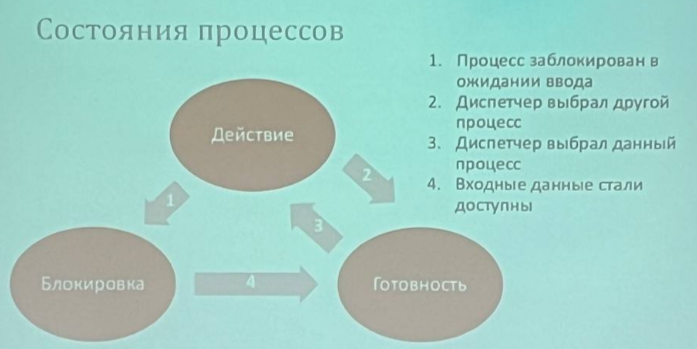 Состояния процессов
1. Процесс заблокирован в
ожидании ввода
2. Диспетчер выбрал другой
процесс
3. Диспетчер выбрал данный
процесс
4. Входные данные стали
доступны
Действие
1
2
3
Блокировка
4
Готовность